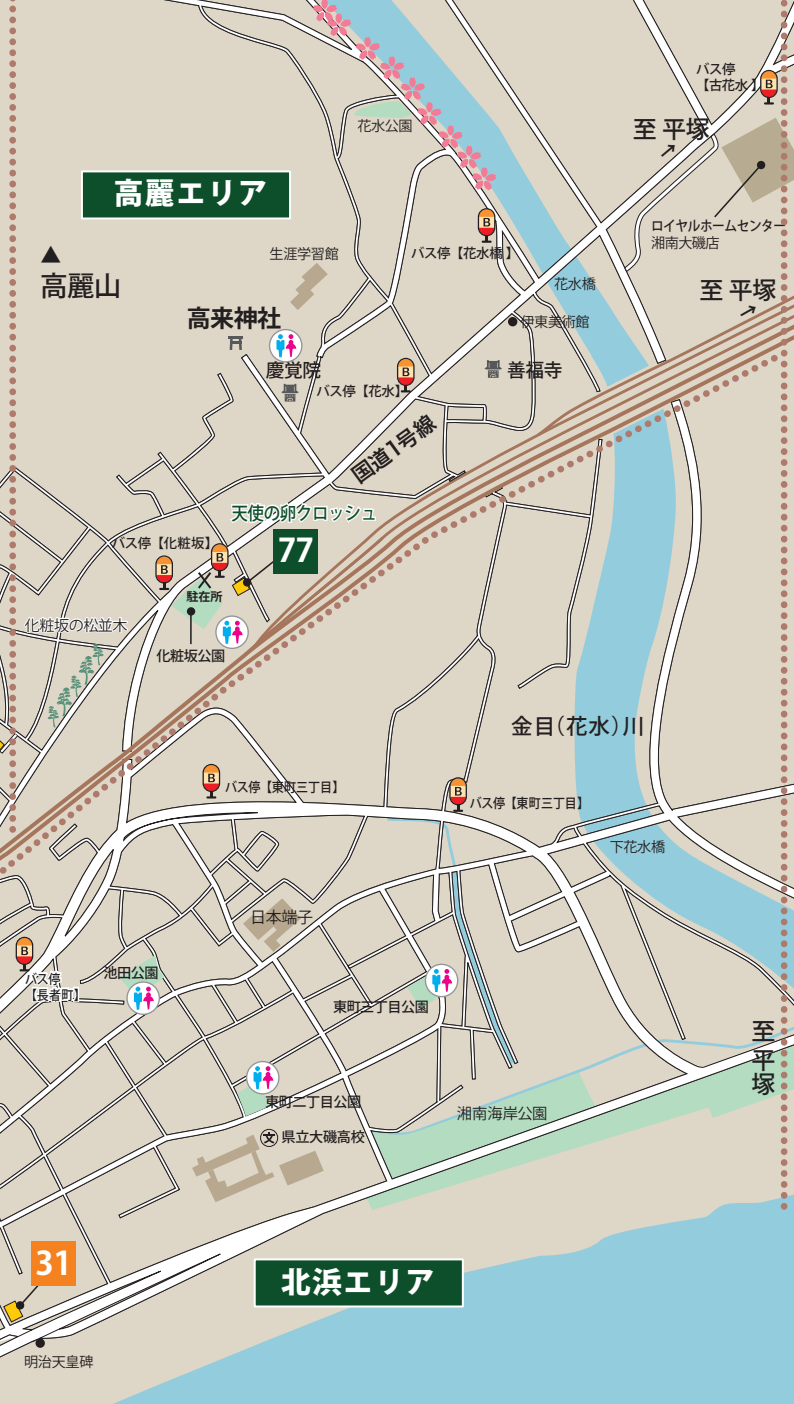 バス停
【古花水】
B
至 平塚
花水公園
高麗エリア
ロイヤルホームセンター
湘南大磯店
B
バス停【花水橋】
生涯学習館
高麗山
花水橋
至 平塚
高来神社
伊東美術館
慶覚院
B
バス停【花水】
善福寺
国道1号線
天使の卵クロッシュ
77
バス停【化粧坂】
B
B
駐在所
化粧坂の松並木
化粧坂公園
金目(花水)川
B
バス停【東町三丁目】
B
バス停【東町三丁目】
下花水橋
日本端子
B
バス停
【長者町】
池田公園
東町三丁目公園
至平塚
東町二丁目公園
湘南海岸公園
文
県立大磯高校
31
北浜エリア
明治天皇碑